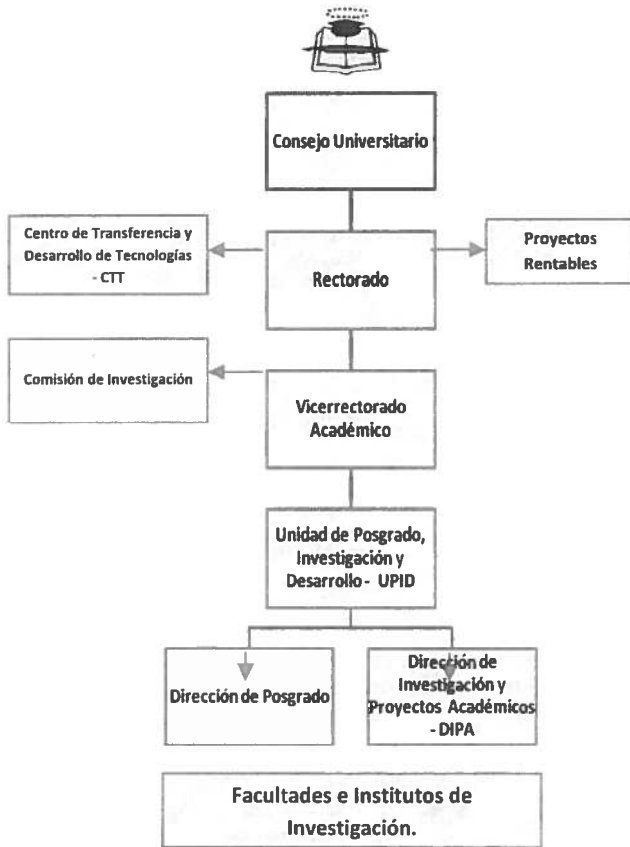 Consejo Universitario
Centro de Transferencia y
Desarrollo de Tecnologías
- CTT
Rectorado
Proyectos
Rentables
Comisión de Investigación
Vicerrectorado
Académico
Unidad de Posgrado,
Investigación y
Desarrollo - UPID
Dirección de Posgrado
Dirección de
Investigación y
Proyectos Académicos
- DIPA
Facultades e Institutos de
Investigación.